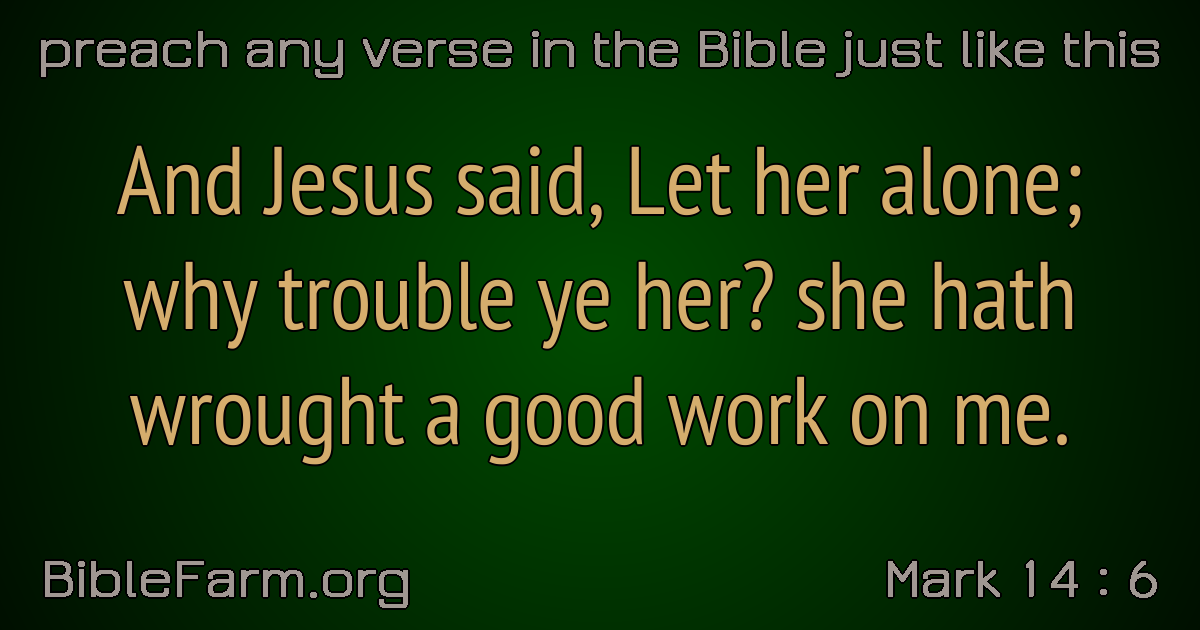 preach any verse in the Bible just like this
And Jesus said, Let her alone;
why trouble ye her? she hath
wrought a good work on me.
BibleFarm.org
Mark 14 : 6